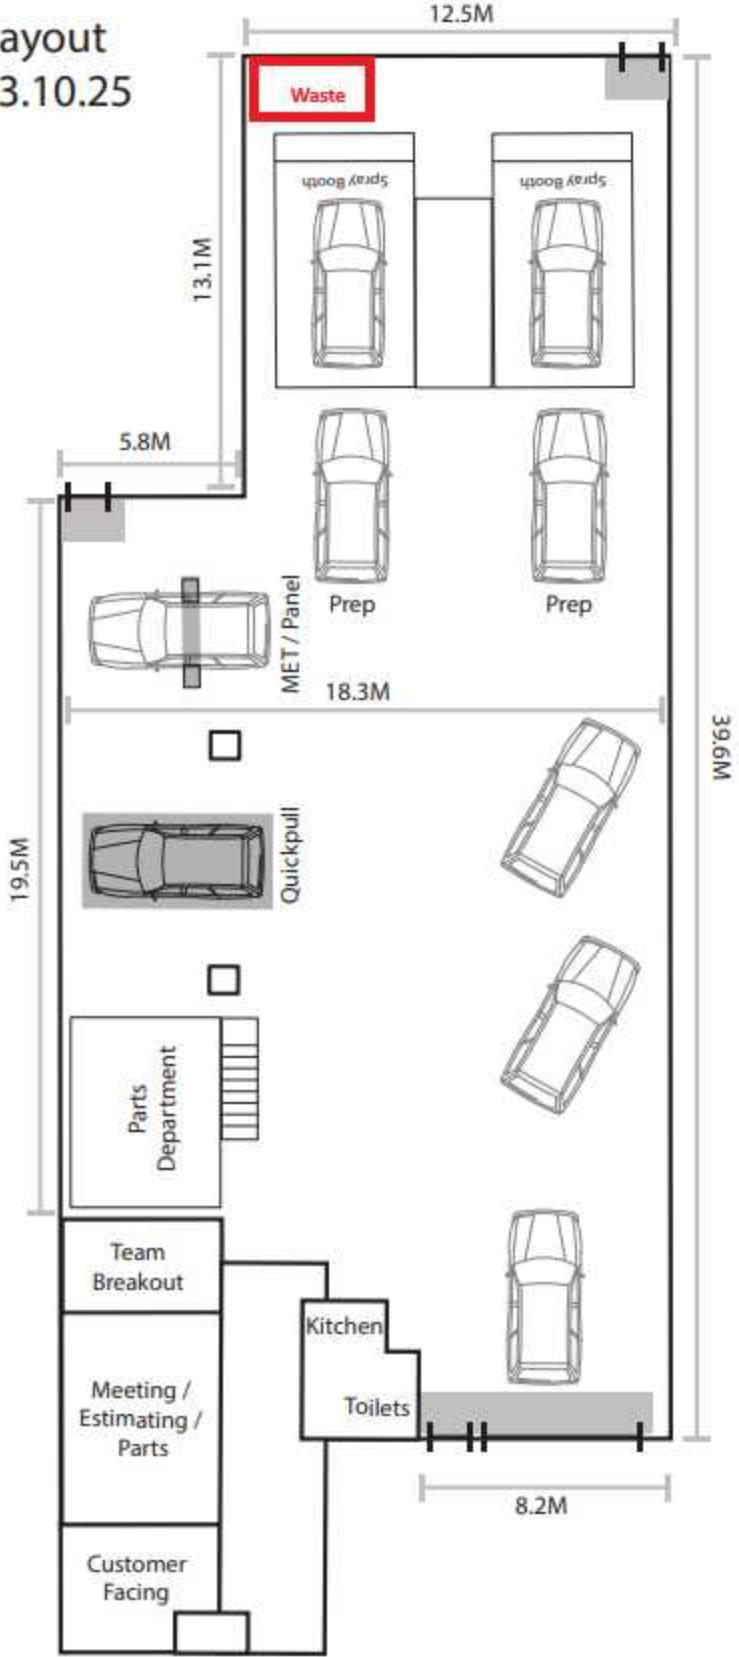 ayout
3.10.25
12.5M
Waste
Spray Booth
Spray Booth
13.1M
5.8M
Prep
Prep
MET / Panel
18.3M
39.6M
Quickpull
19.5M
Parts
Department
Team
Breakout
Kitchen
Meeting /
Estimating /
Parts
Toilets
8.2M
Customer
Facing